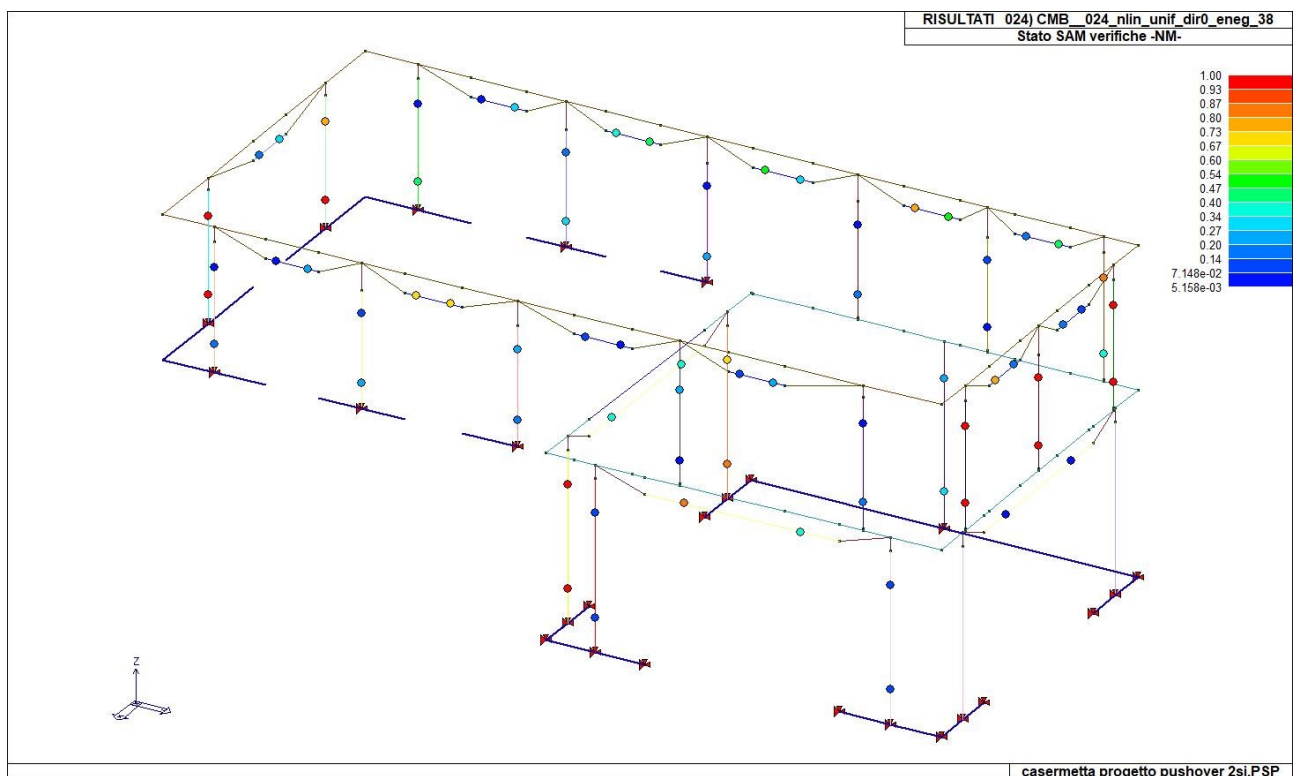 RISULTATI 024) CMB__024_nlin_unif_dir0_eneg_38
Stato SAM verifiche -NM-
1.00
0.93
0.87
0.80
0.73
0.67
0.60
0.54
0.47
0.40
0.34
0.27
0.20
0.14
7.148e-02
5.158e-03
Z
casermetta progetto pushover 2si.PSP